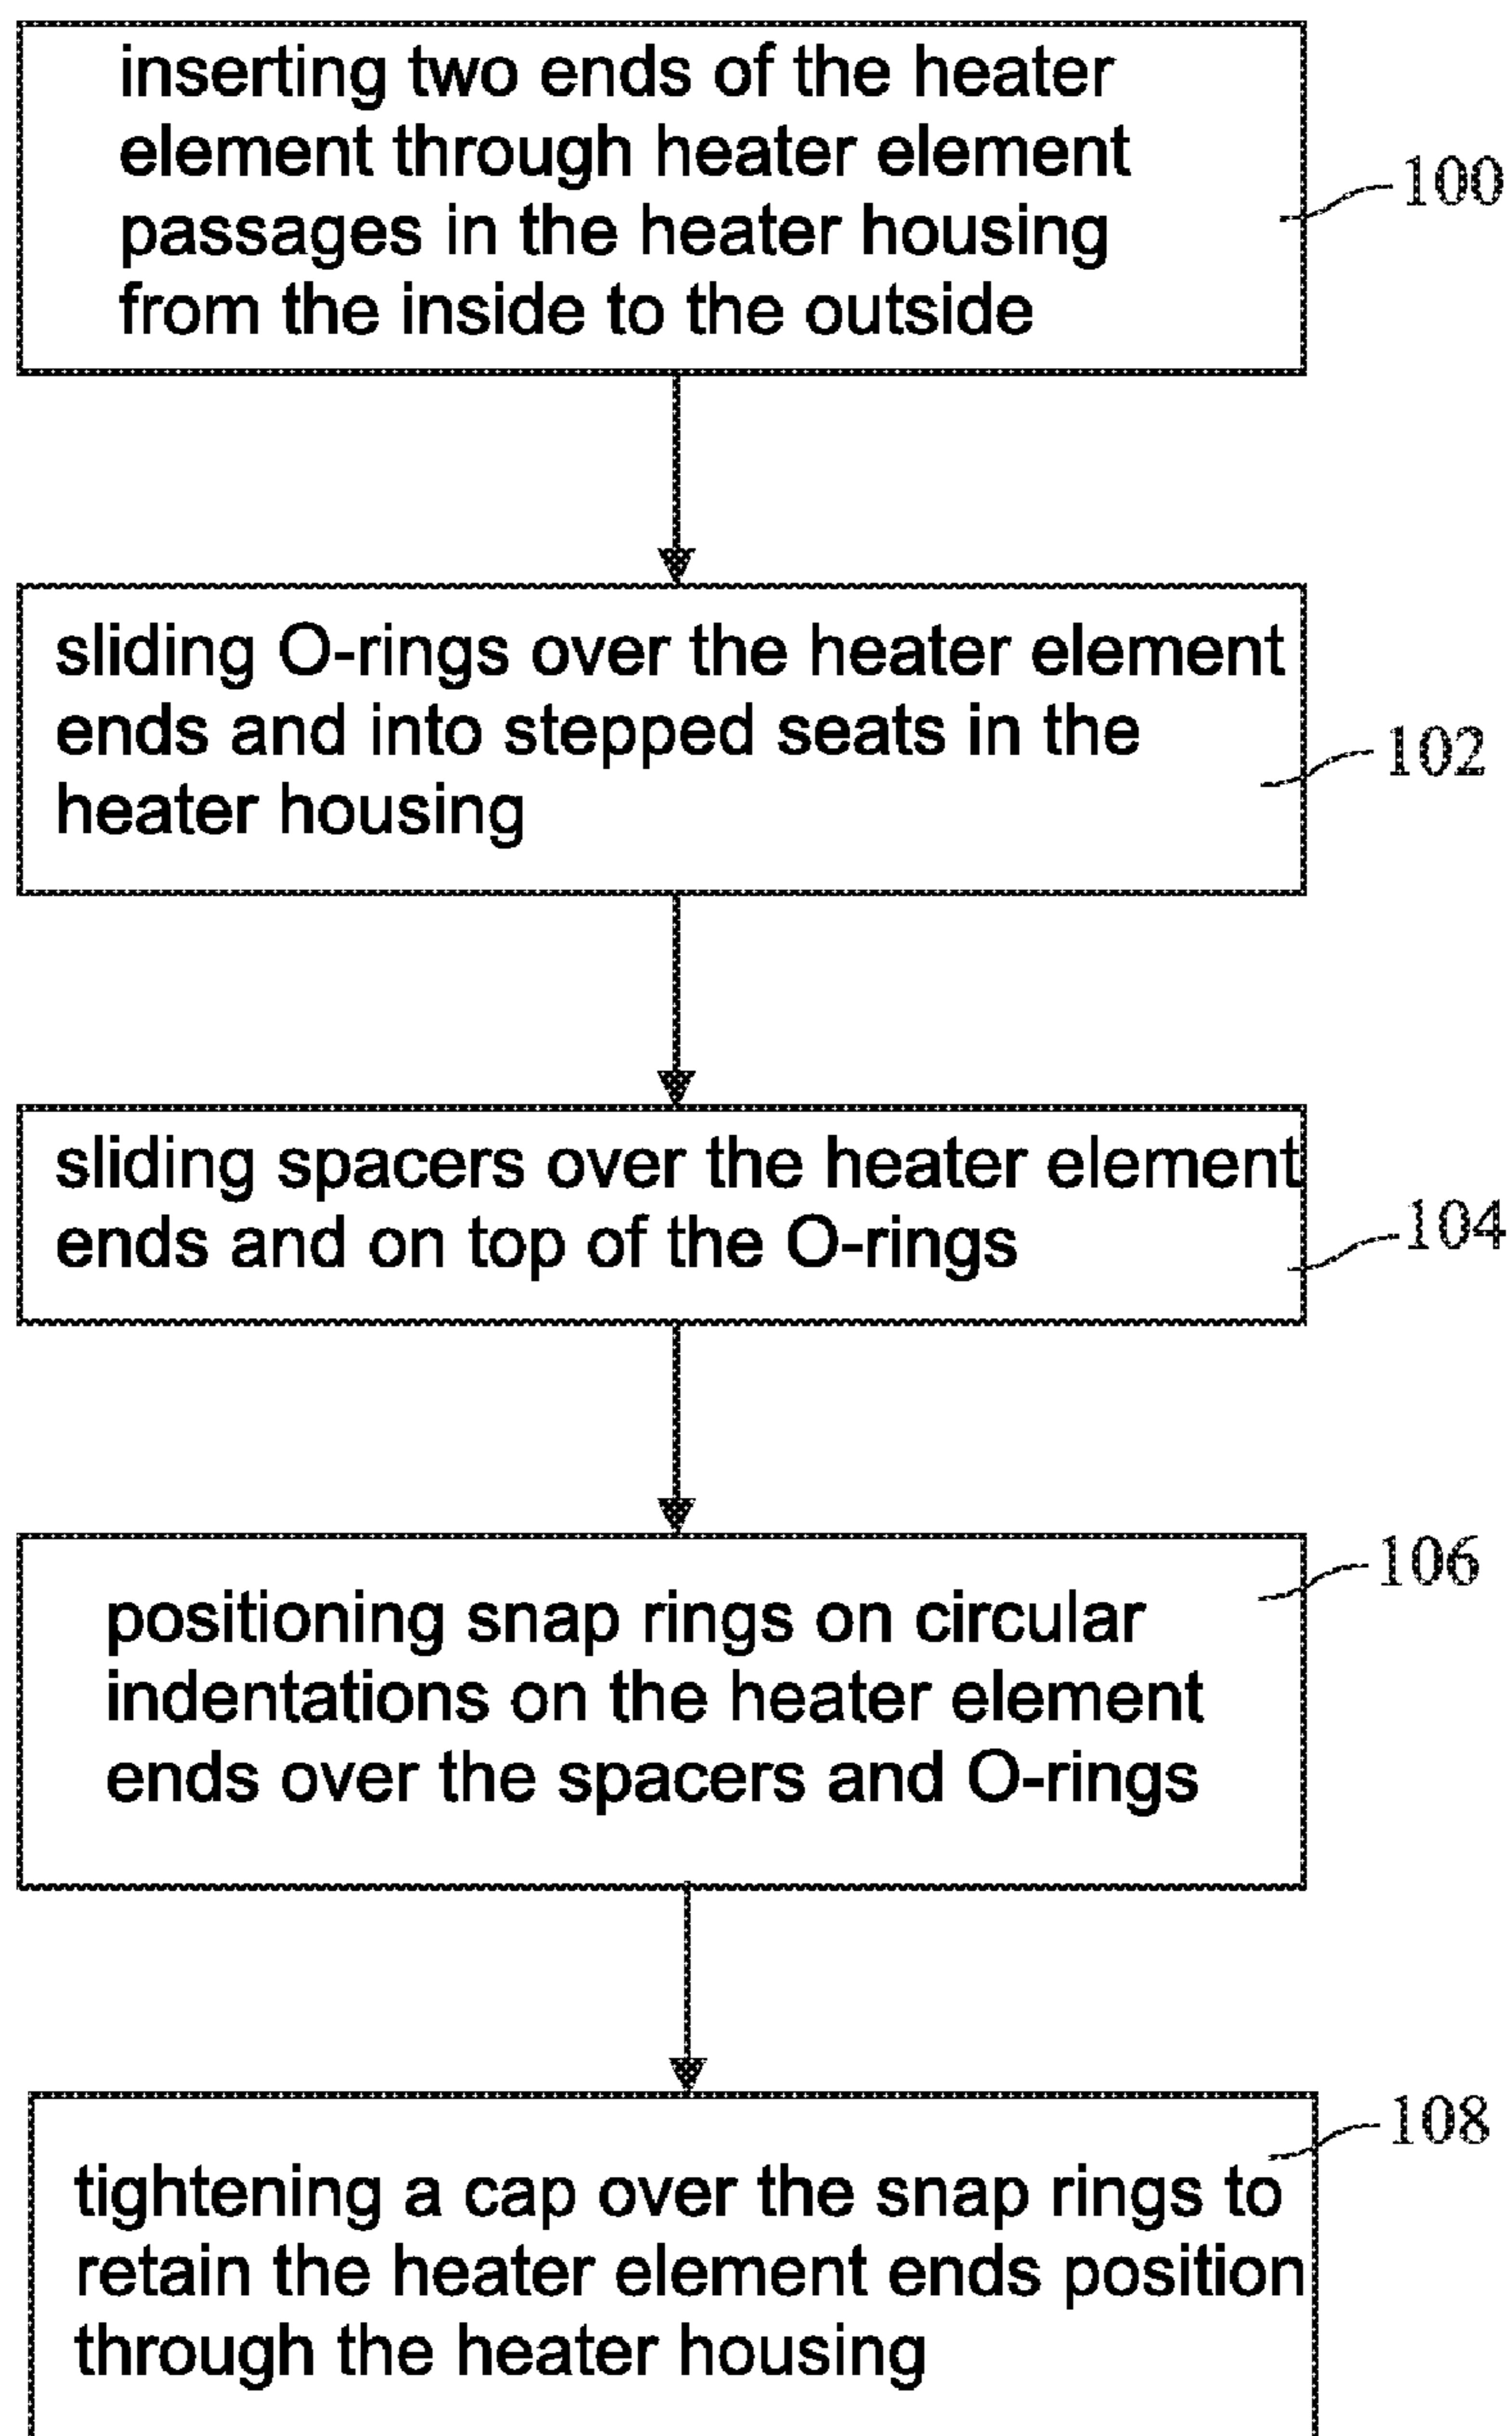 inserting two ends of the heater
element through heater element
passages in the heater housing
from the inside to the outside
100
sliding O-rings over the heater element
ends and into stepped seats in the
heater housing
102
sliding spacers over the heater element
ends and on top of the O-rings
104
106
positioning snap rings on circular
indentations on the heater element
ends over the spacers and O-rings
108
tightening a cap over the snap rings to
retain the heater element ends position
through the heater housing